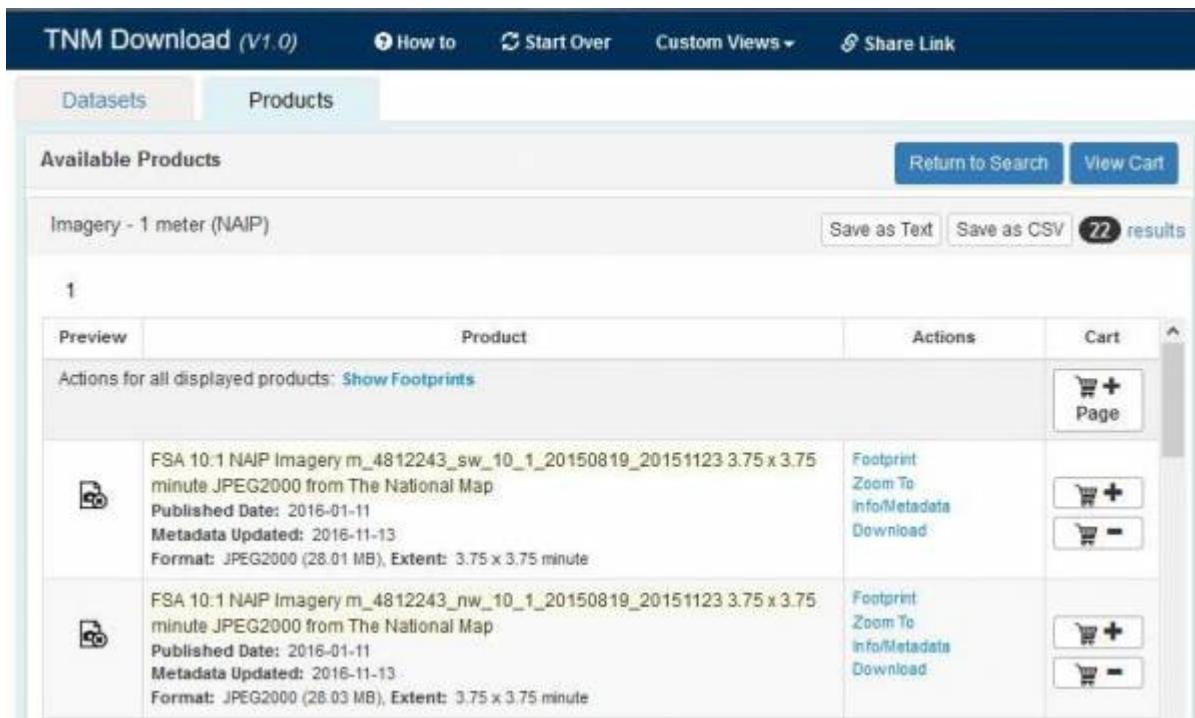 TNM Download (V1.0) How to Start Over Custom Views Share Link
Datasets Products
Available Products Return to Search View Cart
Imagery - 1 meter (NAIP) Save as Text Save as CSV 22 results
1
Preview Product Actions Cart
Actions for all displayed products: Show Footprints
Page
FSA 10:1 NAIP Imagery m_4812243_sw_10_1_20150819_20151123 3.75 x 3.75
minute JPEG2000 from The National Map
Published Date: 2016-01-11
Metadata Updated: 2016-11-13
Format: JPEG2000 (28.01 MB), Extent: 3.75 x 3.75 minute
Footprint
Zoom To
Info/Metadata
Download
FSA 10:1 NAIP Imagery m_4812243_nw_10_1_20150819_20151123 3.75 x 3.75
minute JPEG2000 from The National Map
Published Date: 2016-01-11
Metadata Updated: 2016-11-13
Format: JPEG2000 (28.03 MB), Extent: 3.75 x 3.75 minute
Footprint
Zoom To
Info/Metadata
Download